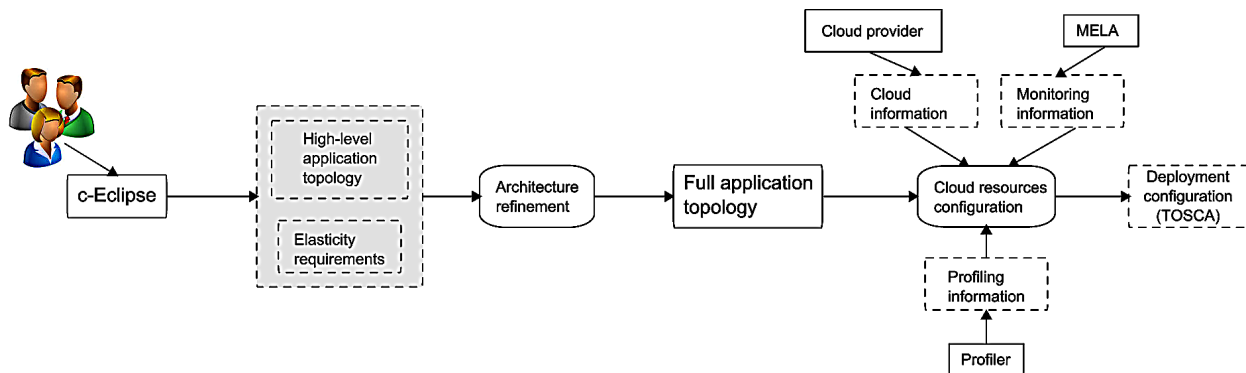 Cloud provider
MELA
Cloud
information
Monitoring
information
High-level
application
topology
c-Eclipse
Architecture
refinement
Full application
topology
Cloud resources
configuration
Deployment
configuration
(TOSCA)
Elasticity
requirements
Profiling
information
Profiler